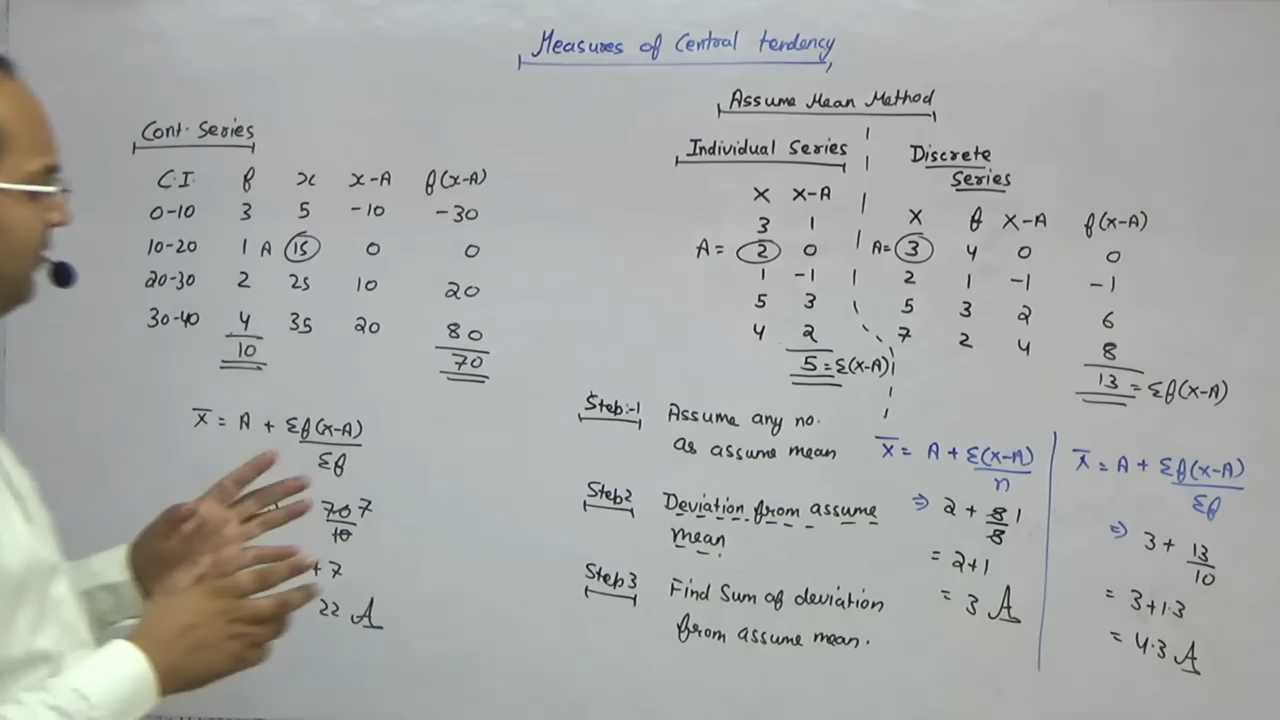 Measures of Central tendency
Cont. Series
C.I. f x x-A f(x-A)
0-10 3 5 -10 -30
10-20 1 A 15 0 0
20-30 2 25 10 20
30-40 4 35 20 80
10 70
x̄ = A + Σf(x-A)
Σf
70 7
10
+ 7
22 A
Assume Mean Method
Individual Series
X X-A
3 1
A = 2 0
1 -1
5 3
4 2
5 = Σ(X-A)
Discrete
Series
X f X-A f(X-A)
A = 3 4 0 0
2 1 -1 -1
5 3 2 6
7 2 4 8
13 = Σf(X-A)
Step:-1 Assume any no.
as assume mean
Step2 Deviation from assume
mean
Step3 Find Sum of deviation
from assume mean.
x̄ = A + Σ(X-A)
n
⇒ 2 + 1
= 2+1
= 3 A
x̄ = A + Σf(X-A)
Σf
⇒ 3 + 13
10
= 3+1.3
= 4.3 A